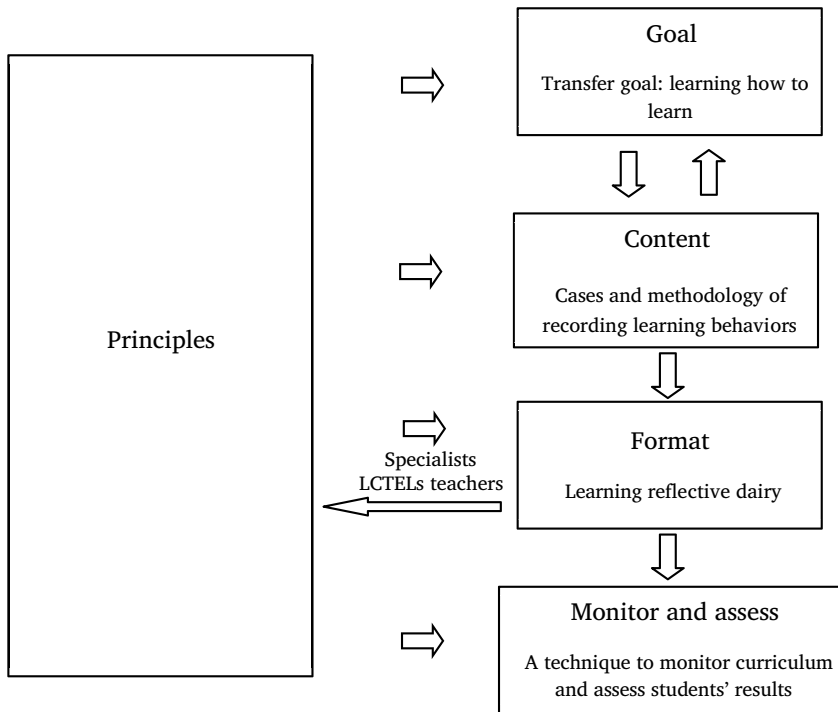 Principles
Goal
Transfer goal: learning how to
learn
Content
Cases and methodology of
recording learning behaviors
Specialists
LCTELs teachers
Format
Learning reflective dairy
Monitor and assess
A technique to monitor curriculum
and assess students’ results